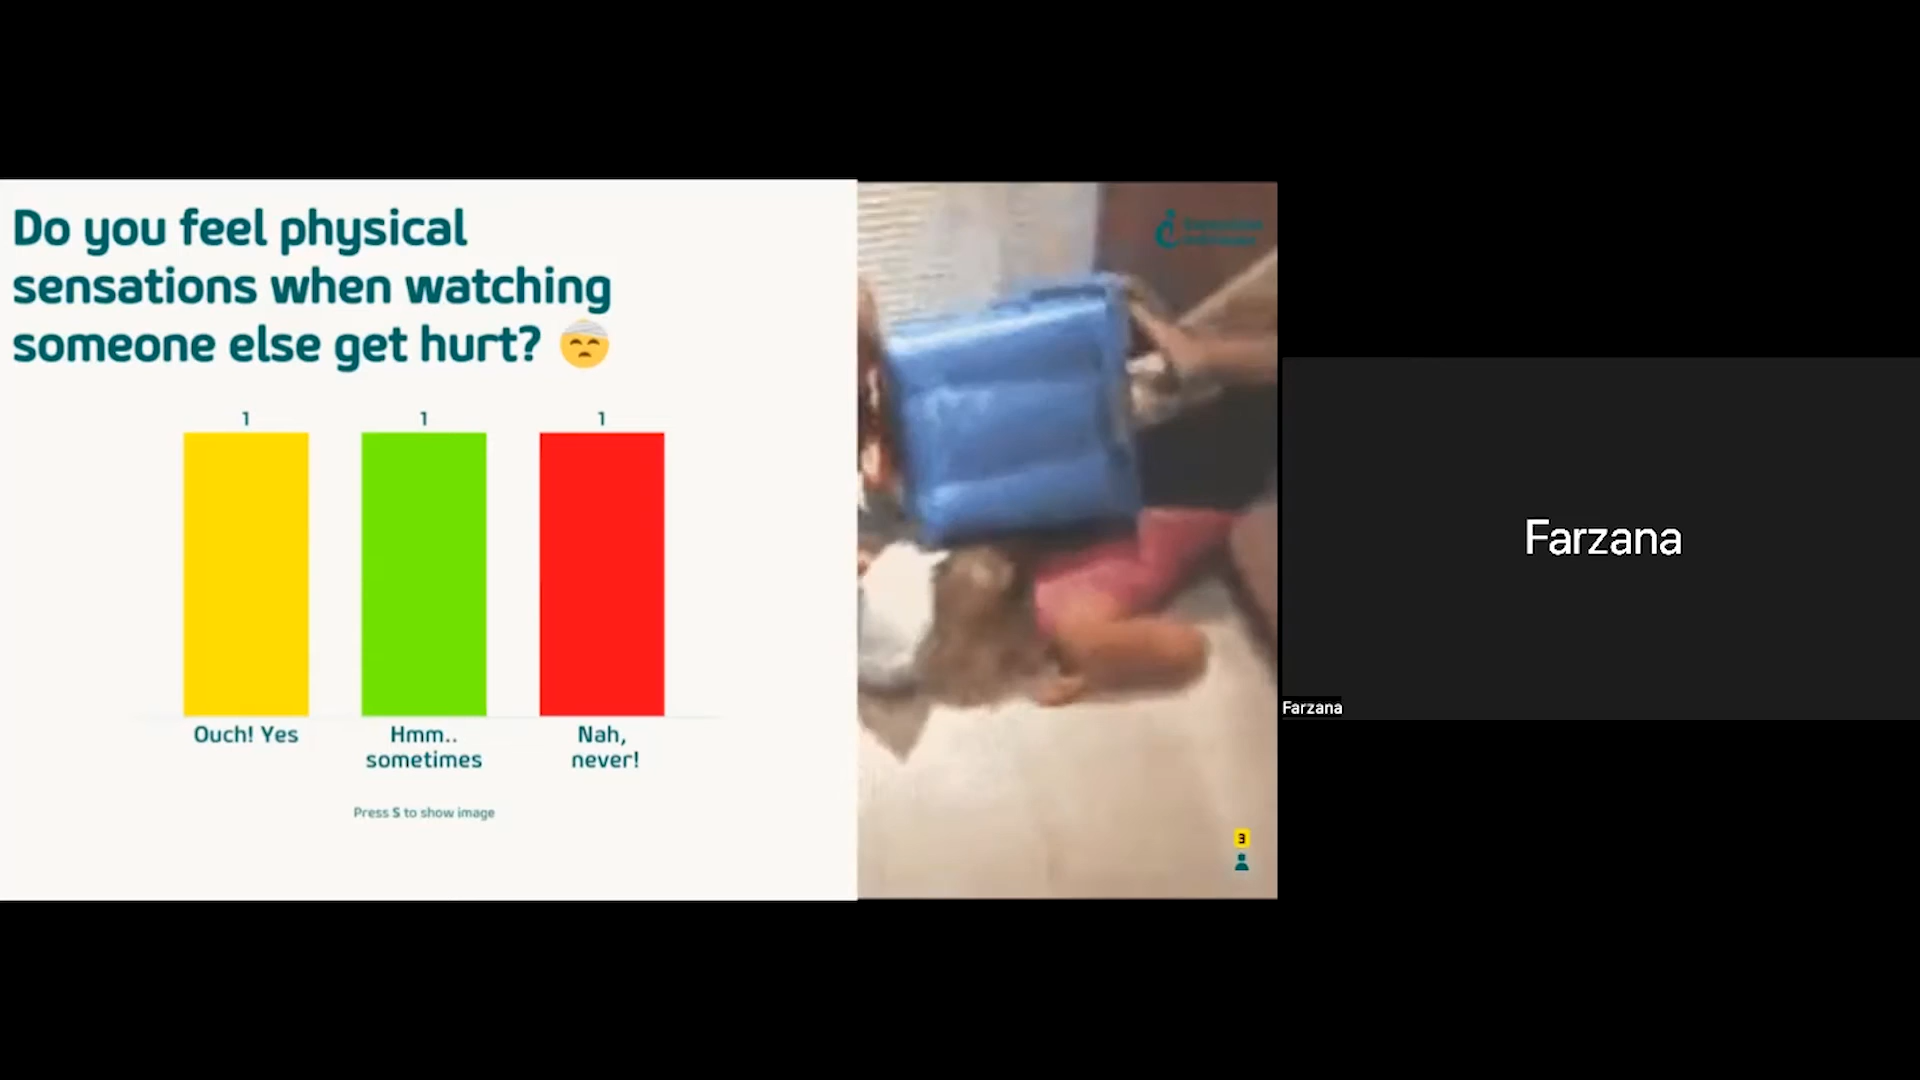 Do you feel physical
sensations when watching
someone else get hurt?
1
1
1
Ouch! Yes
Hmm..
sometimes
Nah,
never!
Press S to show image
3
Farzana
Farzana